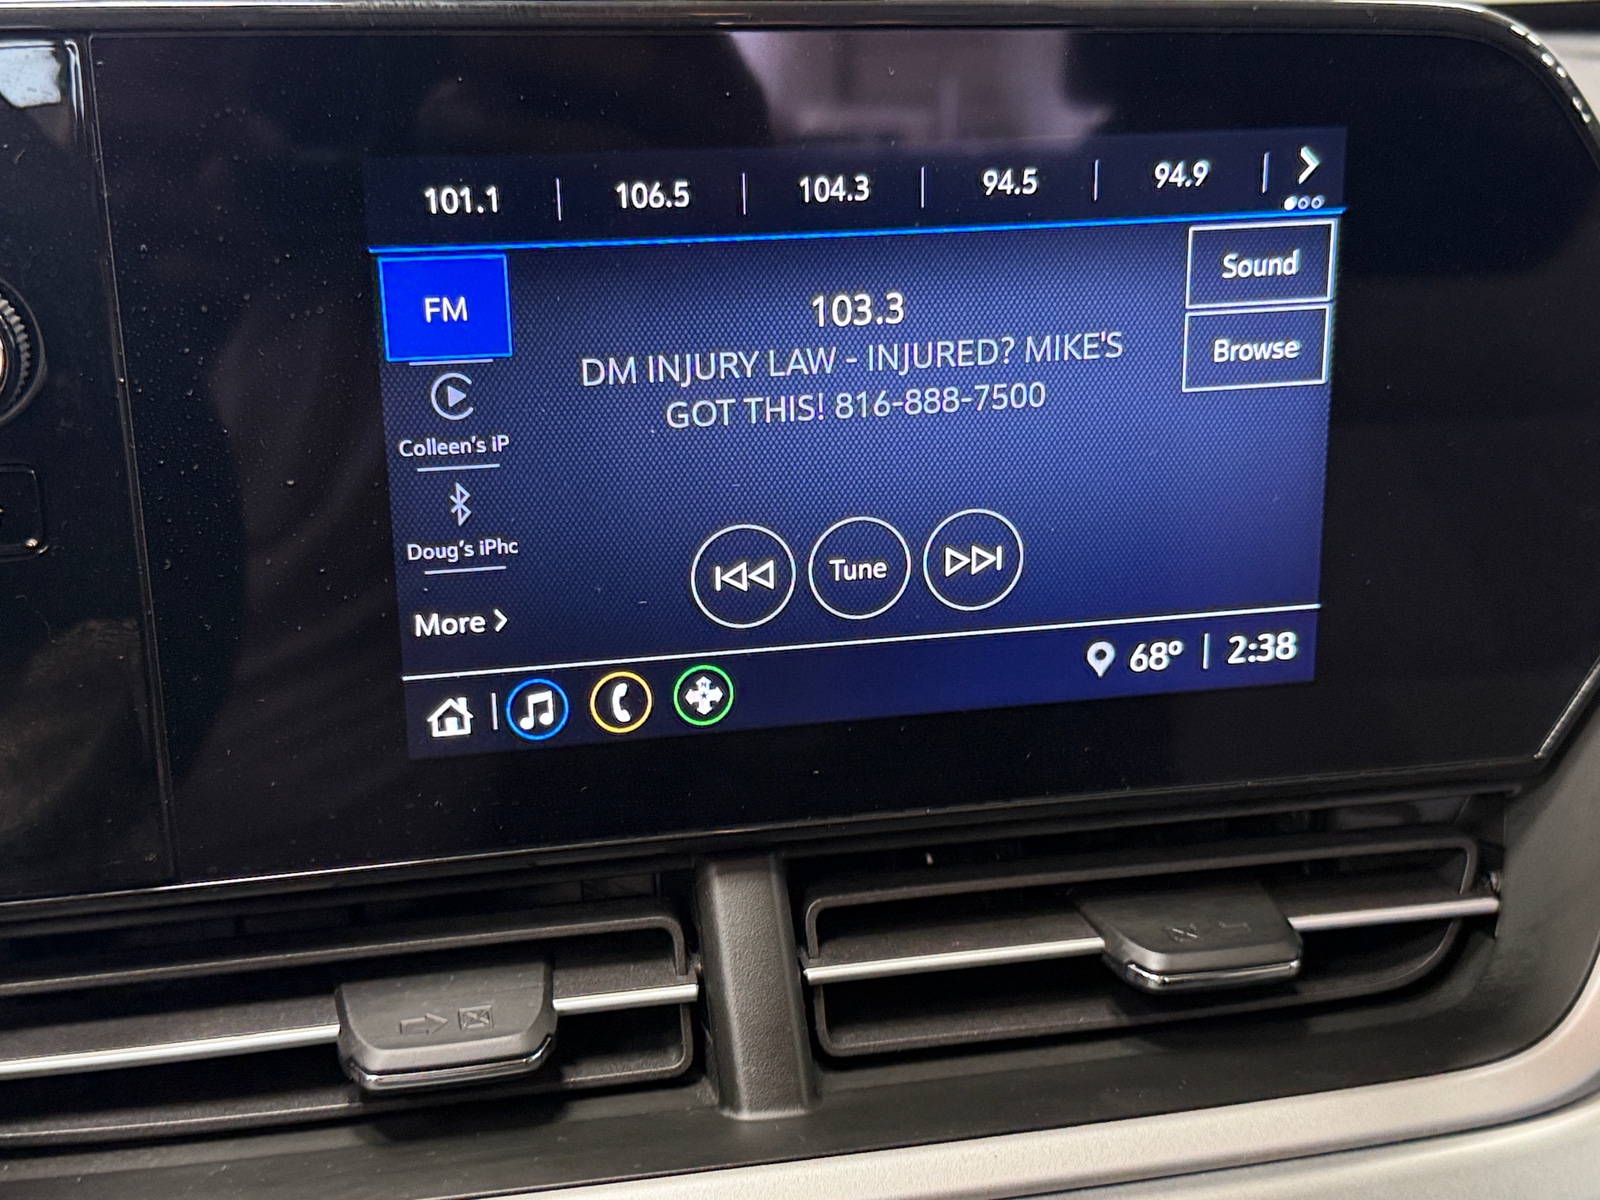 101.1 | 106.5 | 104.3 | 94.5 | 94.9
FM
Sound
103.3
Browse
DM INJURY LAW - INJURED? MIKE'S
GOT THIS! 816-888-7500
Colleen's iP
Doug's iPhc
Tune
More
68° | 2:38